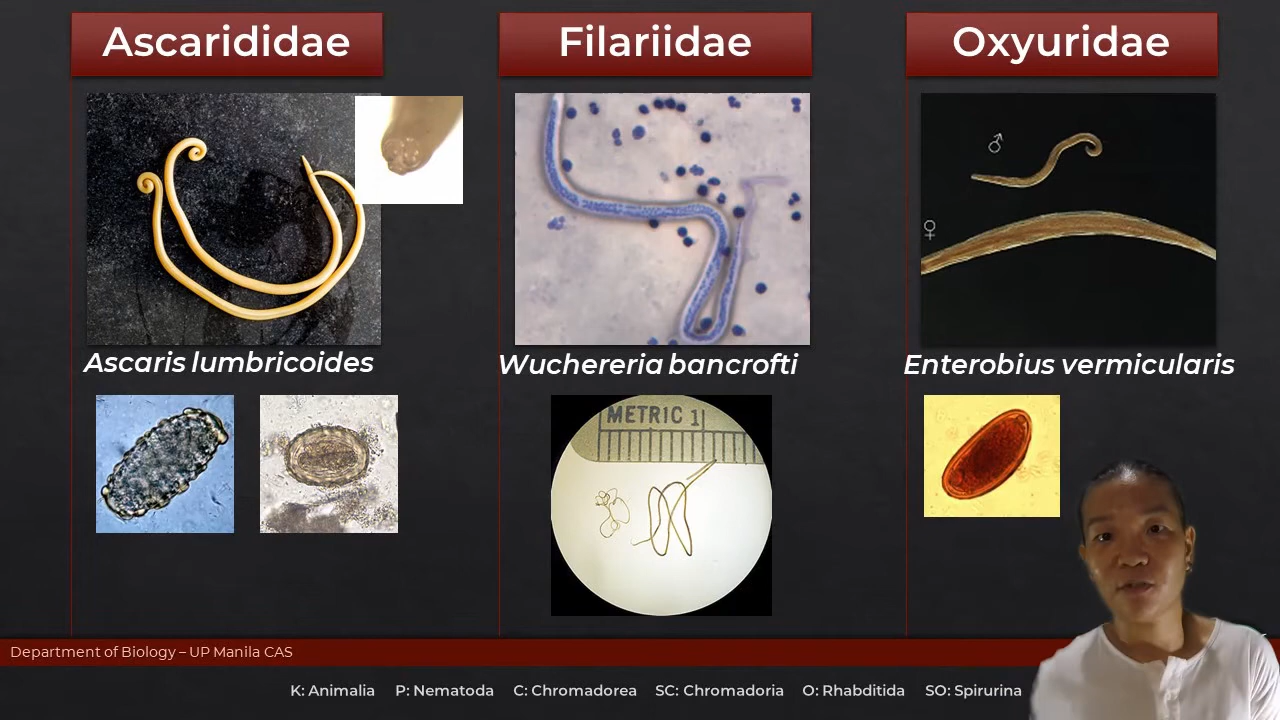 Ascarididae
Filariidae
Oxyuridae
♂
♀
Ascaris lumbricoides
Wuchereria bancrofti
Enterobius vermicularis
METRIC 1
Department of Biology – UP Manila CAS
K: Animalia P: Nematoda C: Chromadorea SC: Chromadoria O: Rhabditida SO: Spirurina